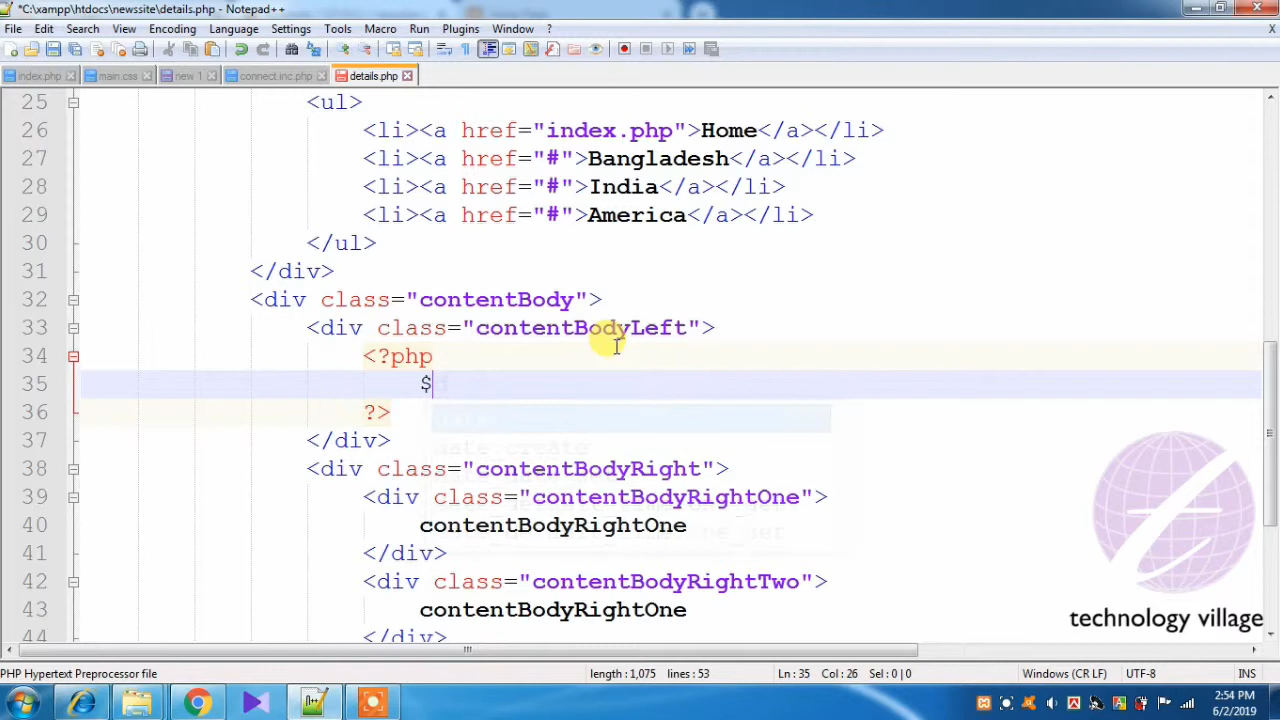 *C:\xampp\htdocs\newssite\details.php - Notepad++
File Edit Search View Encoding Language Settings Tools Macro Run Plugins Window ? X
index.php main.css new 1 connect.inc.php details.php
25 <ul>
26 <li><a href="index.php">Home</a></li>
27 <li><a href="#">Bangladesh</a></li>
28 <li><a href="#">India</a></li>
29 <li><a href="#">America</a></li>
30 </ul>
31 </div>
32 <div class="contentBody">
33 <div class="contentBodyLeft">
34 <?php
35 $
36 ?>
37 </div>
38 <div class="contentBodyRight">
39 <div class="contentBodyRightOne">
40 contentBodyRightOne
41 </div>
42 <div class="contentBodyRightTwo">
43 contentBodyRightOne
44 </div>
technology village
PHP Hypertext Preprocessor file length : 1,075 lines : 53 Ln : 35 Col : 26 Sel : 0 | 0 Windows (CR LF) UTF-8 INS
2:54 PM
6/2/2019